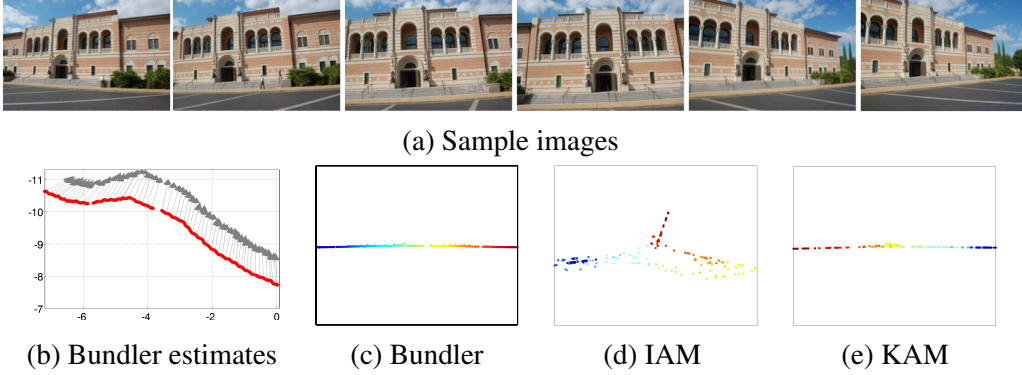 (a) Sample images
-11
-10
-9
-8
-7
-6
-4
-2
0
(b) Bundler estimates
(c) Bundler
(d) IAM
(e) KAM